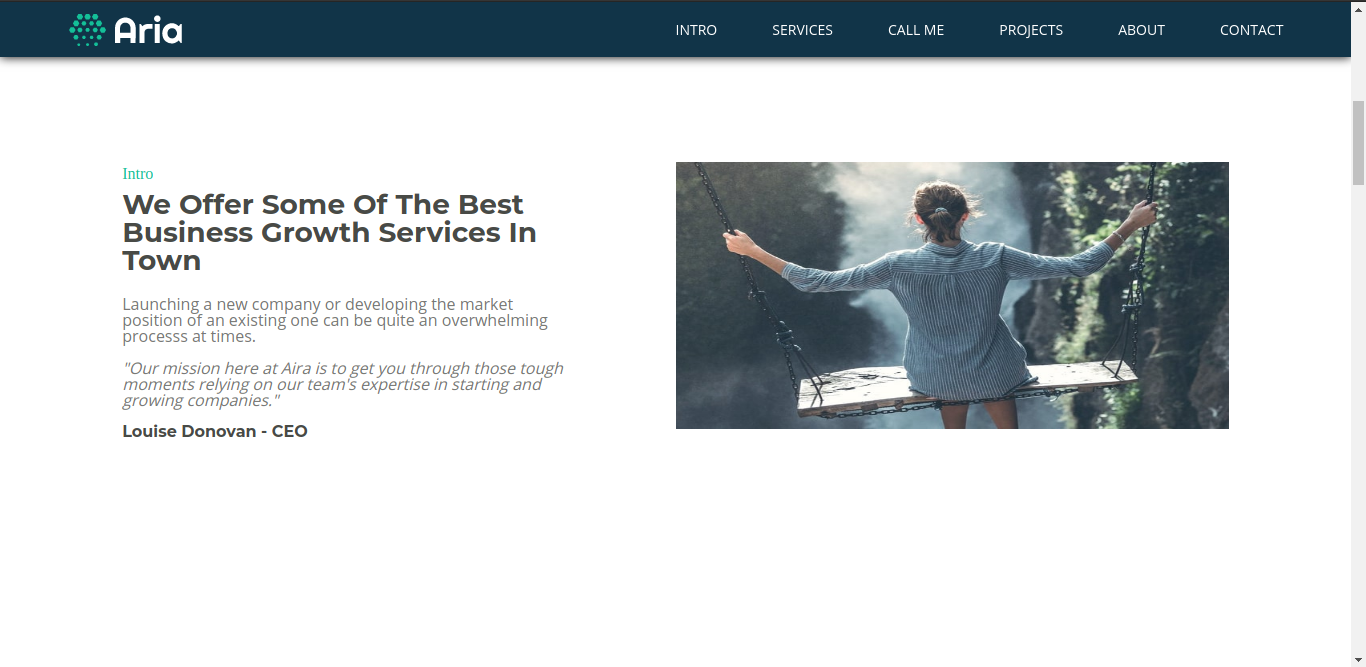 Aria
INTRO SERVICES CALL ME PROJECTS ABOUT CONTACT
Intro
We Offer Some Of The Best
Business Growth Services In
Town
Launching a new company or developing the market
position of an existing one can be quite an overwhelming
processs at times.
"Our mission here at Aira is to get you through those tough
moments relying on our team's expertise in starting and
growing companies."
Louise Donovan - CEO